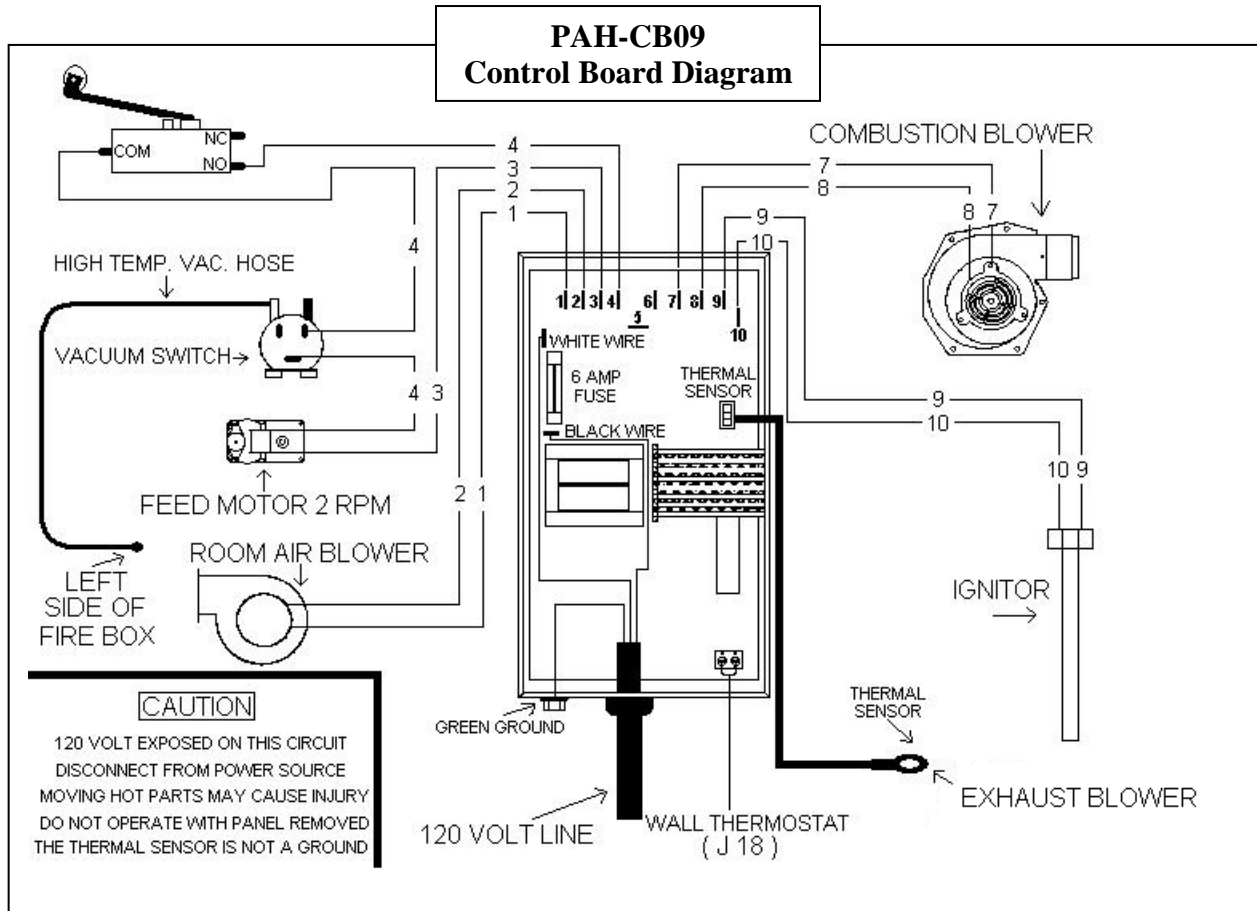 PAH-CB09
Control Board Diagram
NC
COM
NO
4
3
2
1
7
8
9
10
COMBUSTION BLOWER
8 7
4
HIGH TEMP. VAC. HOSE
VACUUM SWITCH
1 2 3 4 6 7 8 9
5
10
WHITE WIRE
6 AMP
FUSE
THERMAL
SENSOR
BLACK WIRE
4 3
9
10
FEED MOTOR 2 RPM
2 1
10 9
ROOM AIR BLOWER
LEFT
SIDE OF
FIRE BOX
IGNITOR
CAUTION
120 VOLT EXPOSED ON THIS CIRCUIT
DISCONNECT FROM POWER SOURCE
MOVING HOT PARTS MAY CAUSE INJURY
DO NOT OPERATE WITH PANEL REMOVED
THE THERMAL SENSOR IS NOT A GROUND
GREEN GROUND
120 VOLT LINE
WALL THERMOSTAT
( J 18 )
THERMAL
SENSOR
EXHAUST BLOWER